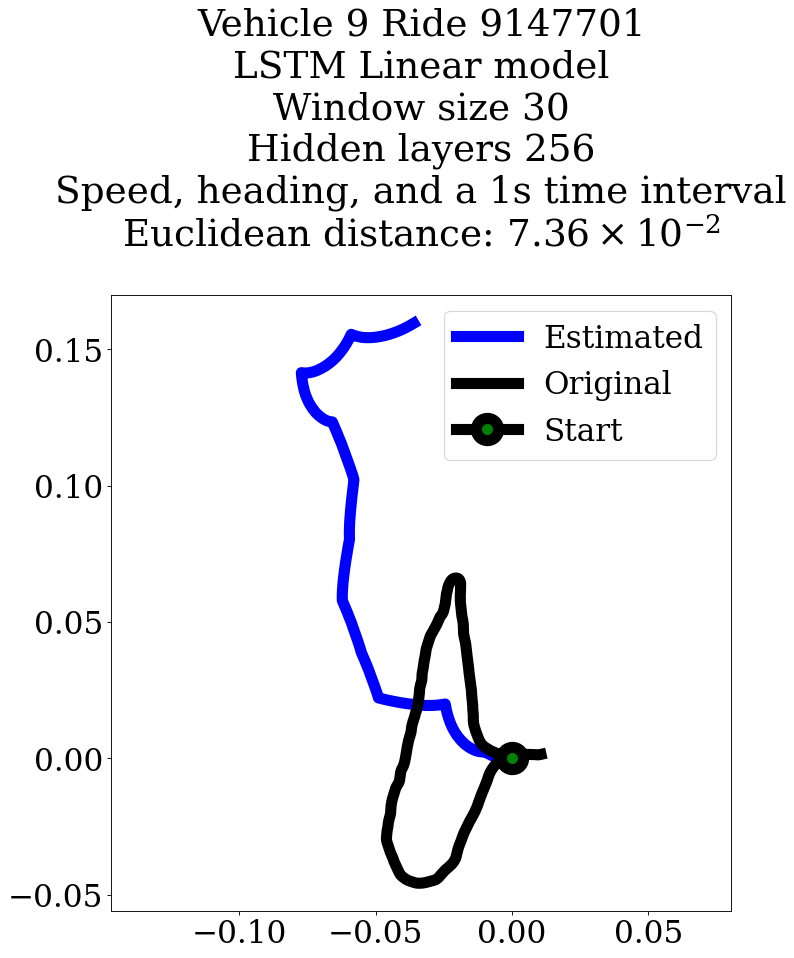 Vehicle 9 Ride 9147701
LSTM Linear model
Window size 30
Hidden layers 256
Speed, heading, and a 1s time interval
Euclidean distance: 7.36 × 10⁻²
Estimated
Original
Start
0.15
0.10
0.05
0.00
−0.05
−0.10 −0.05 0.00 0.05